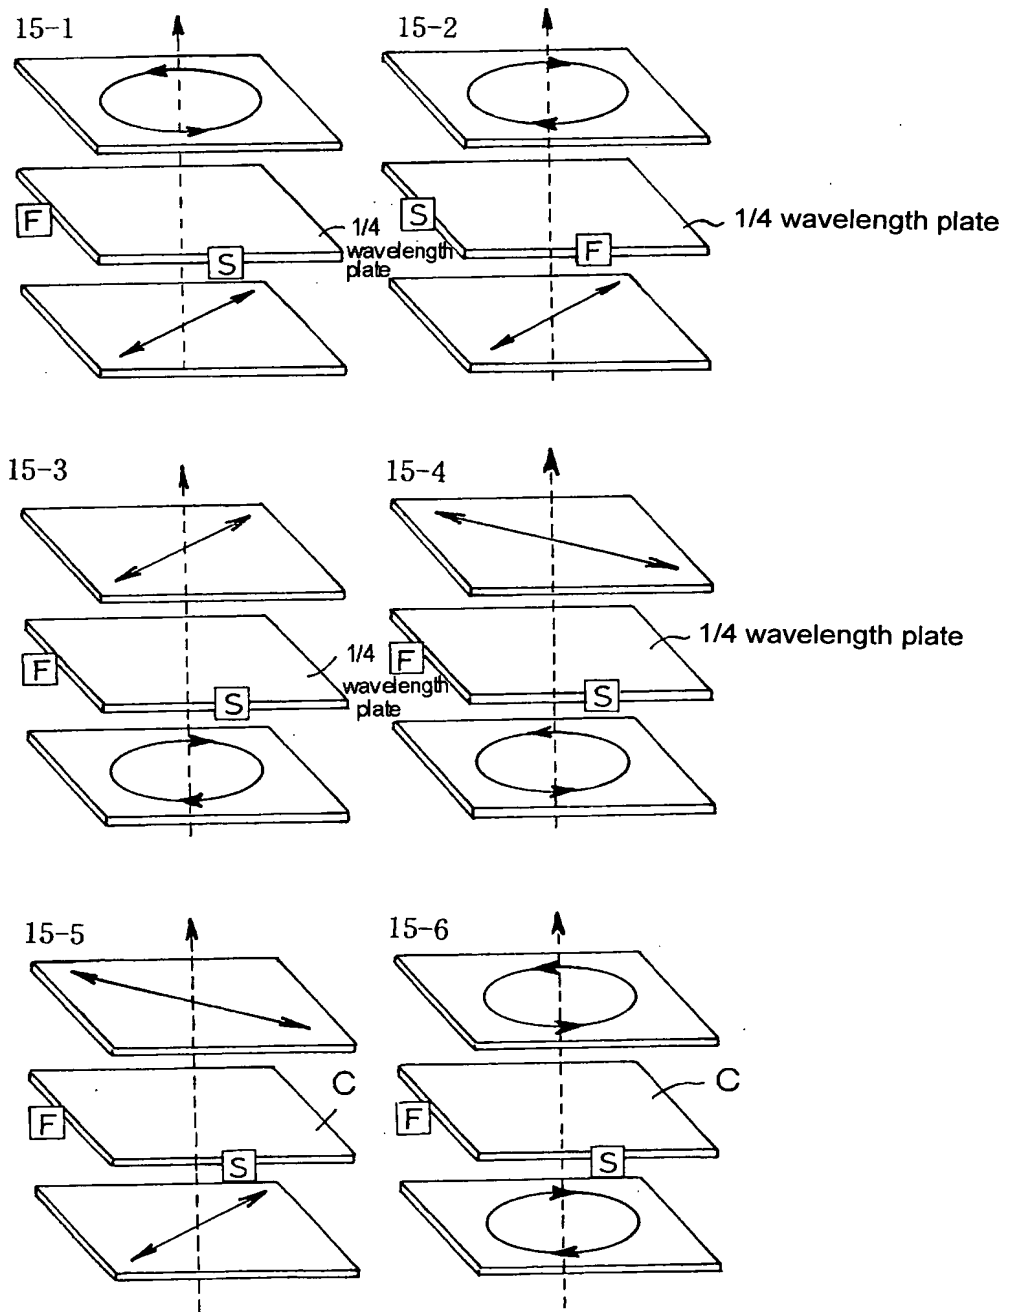 15-1
F
1/4
wavelength
plate
S
15-2
S
1/4 wavelength plate
F
15-3
F
1/4
wavelength
plate
S
15-4
1/4 wavelength plate
F
S
15-5
C
F
S
15-6
C
F
S